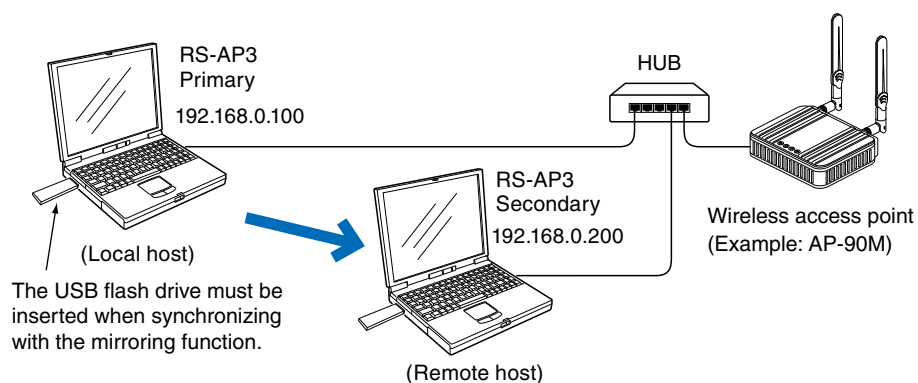 RS-AP3
Primary
192.168.0.100
HUB
RS-AP3
Secondary
192.168.0.200
Wireless access point
(Example: AP-90M)
(Local host)
The USB flash drive must be
inserted when synchronizing
with the mirroring function.
(Remote host)